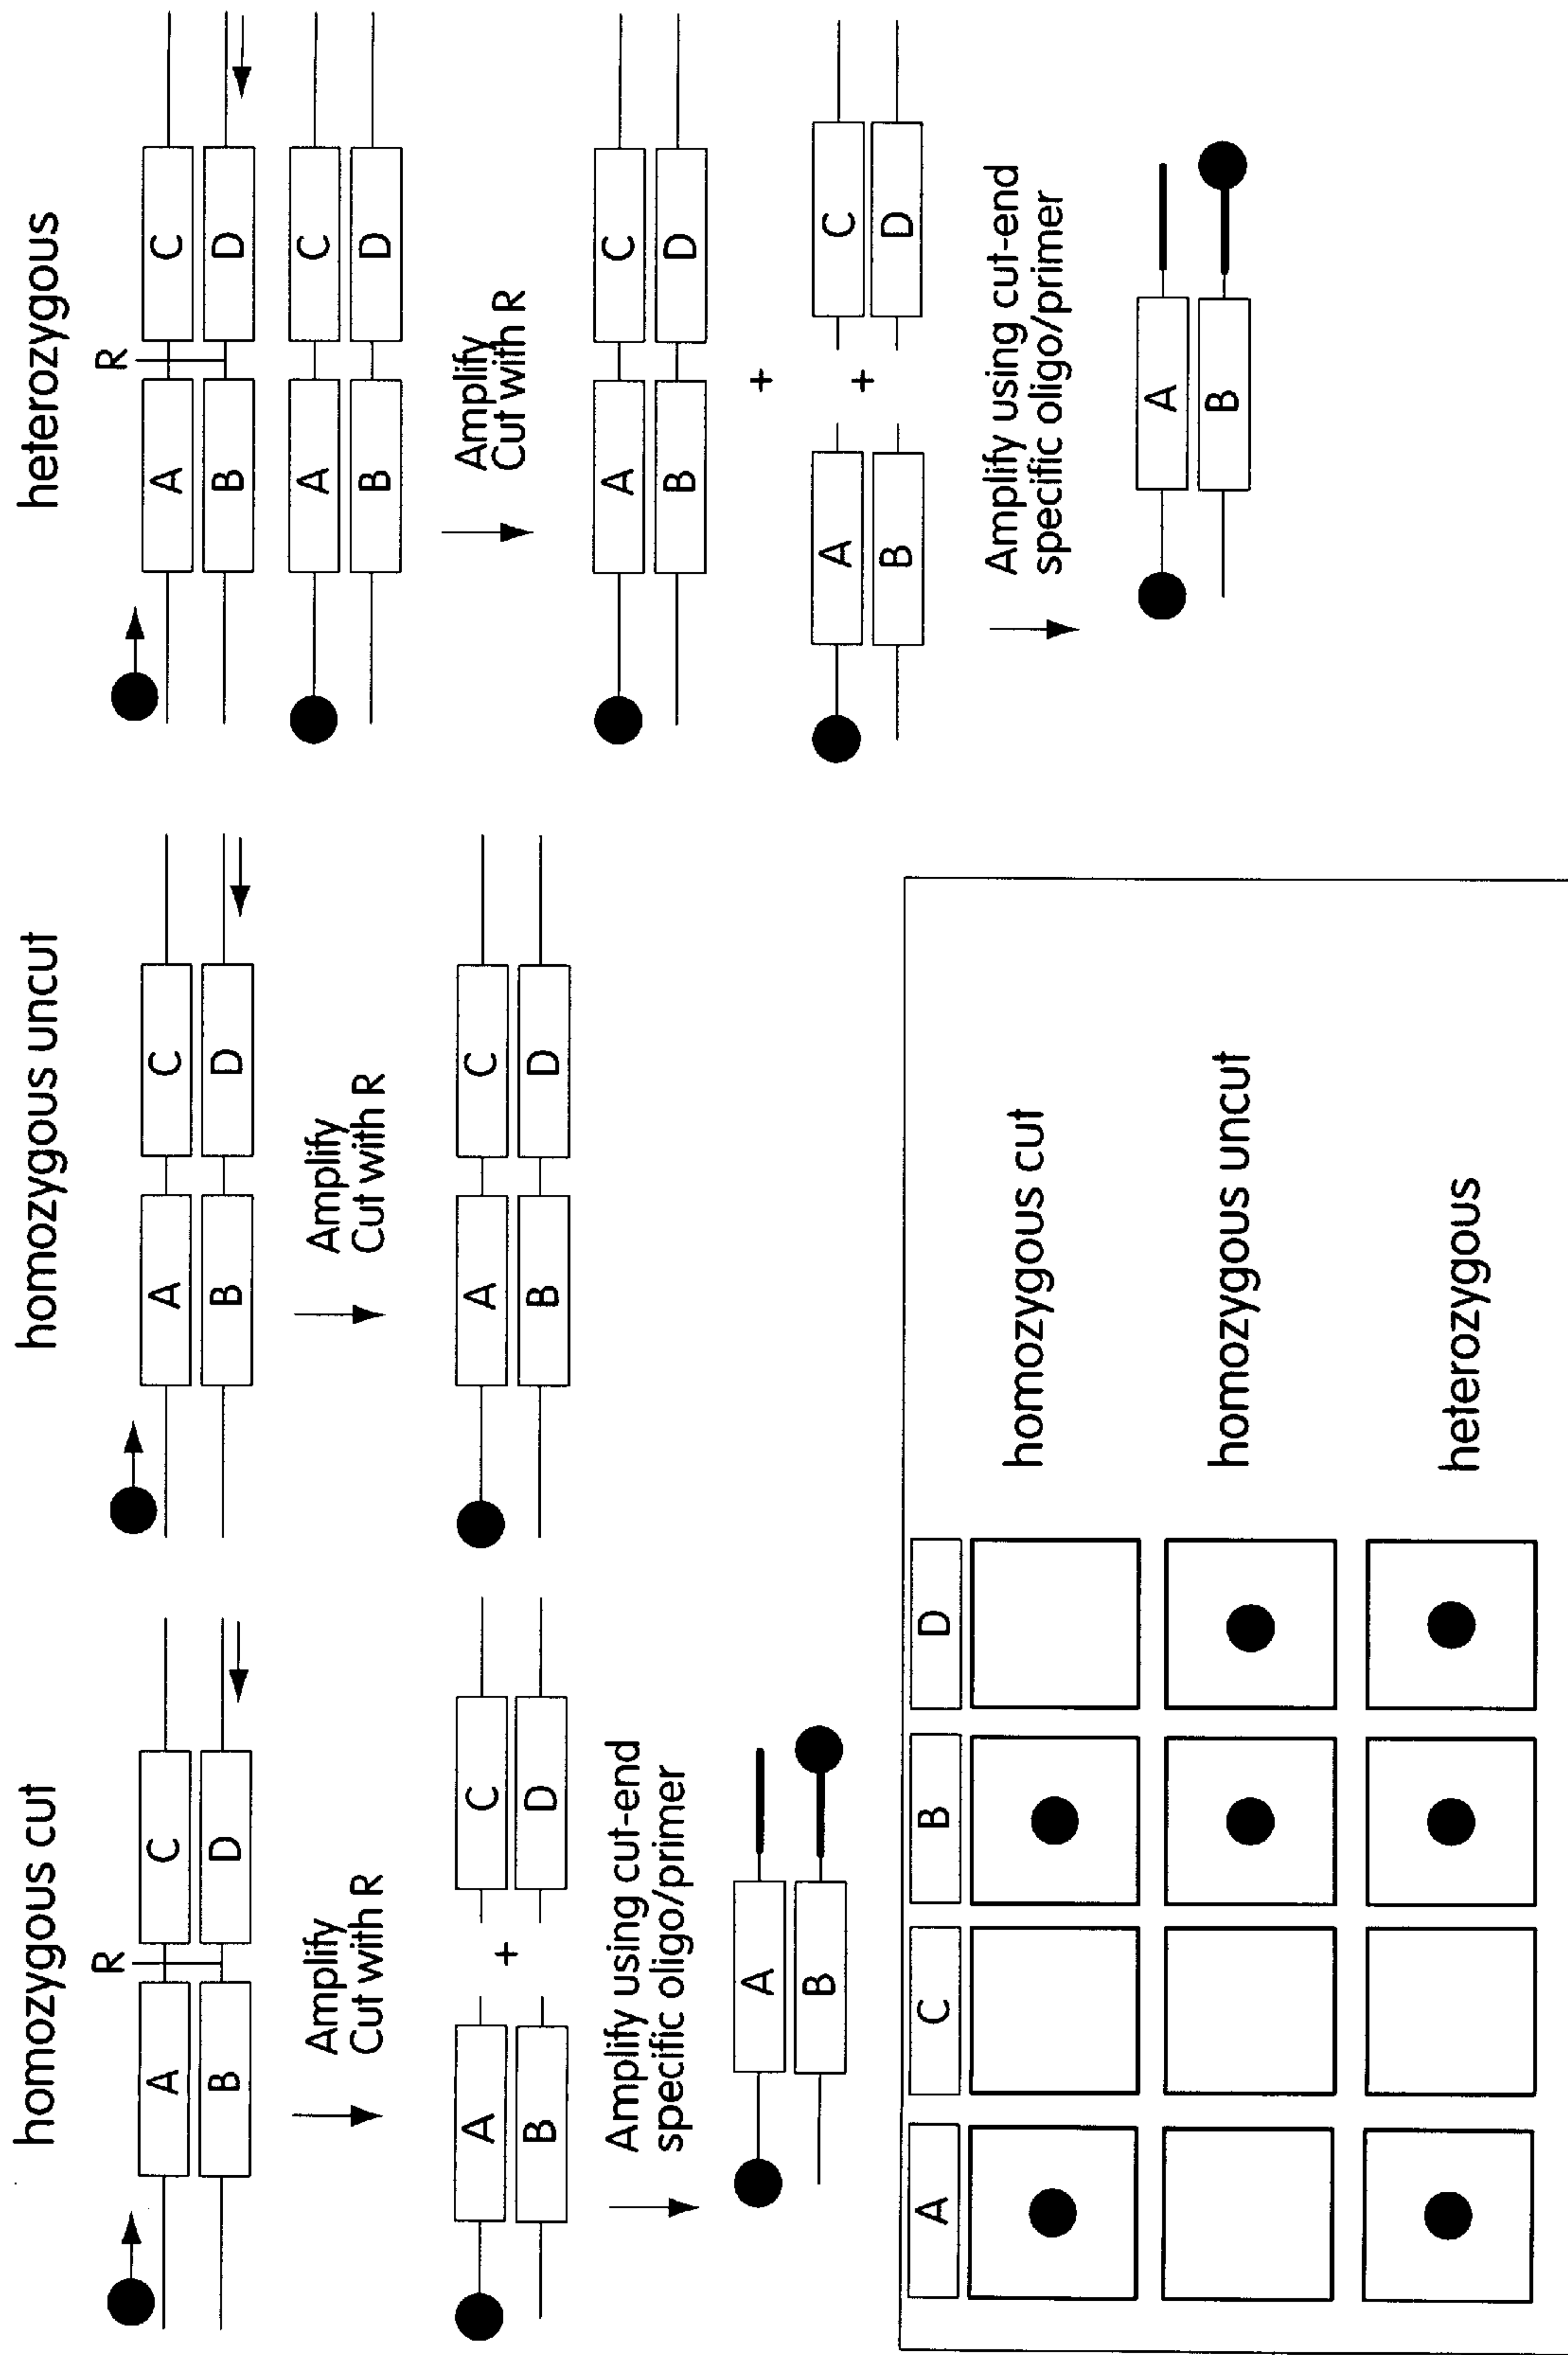 homozygous cut
R
A C
B D
Amplify
Cut with R
A + C
B D
Amplify using cut-end
specific oligo/primer
A
B
homozygous uncut
A C
B D
Amplify
Cut with R
A C
B D
heterozygous
R
A C
B D
A C
B D
Amplify
Cut with R
A C
B D
+
A + C
B D
Amplify using cut-end
specific oligo/primer
A
B
A C B D
homozygous cut
homozygous uncut
heterozygous